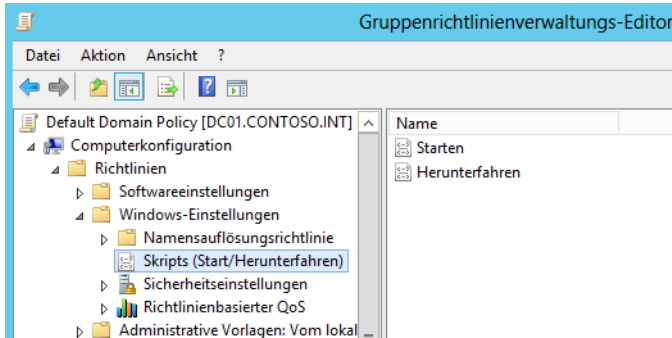 Gruppenrichtlinienverwaltungs-Editor
Datei Aktion Ansicht ?
Default Domain Policy [DC01.CONTOSO.INT]
Computerkonfiguration
Richtlinien
Softwareeinstellungen
Windows-Einstellungen
Namensauflösungsrichtlinie
Skripts (Start/Herunterfahren)
Sicherheitseinstellungen
Richtlinienbasierter QoS
Administrative Vorlagen: Vom lokal
Name
Starten
Herunterfahren